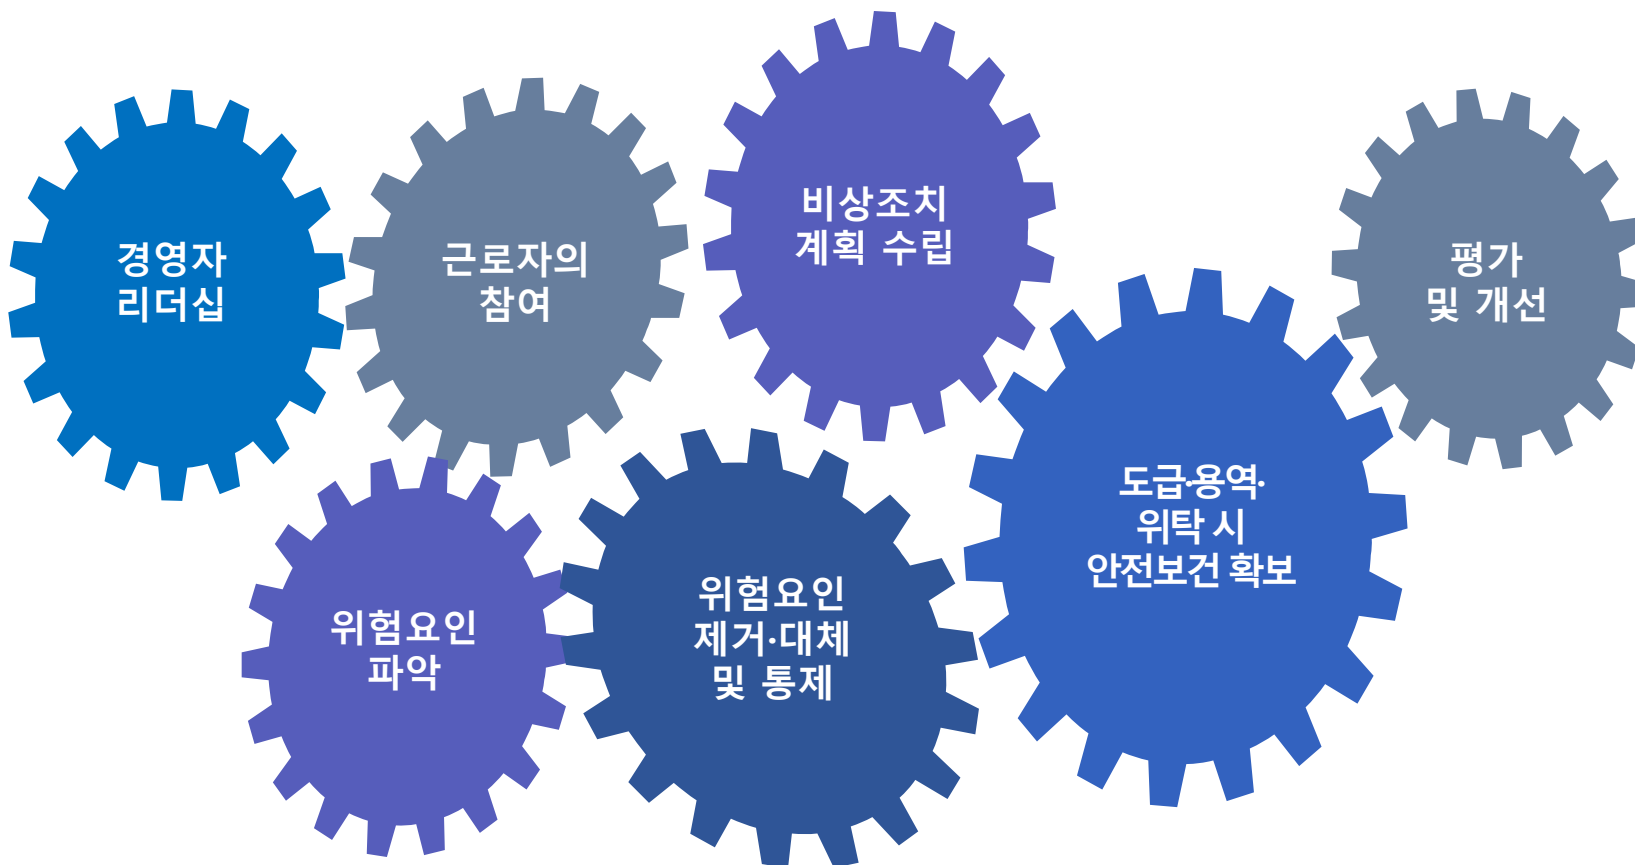 경영자
리더십
근로자의
참여
위험요인
파악
위험요인
제거·대체
및 통제
비상조치
계획 수립
도급·용역·
위탁 시
안전보건 확보
평가
및 개선